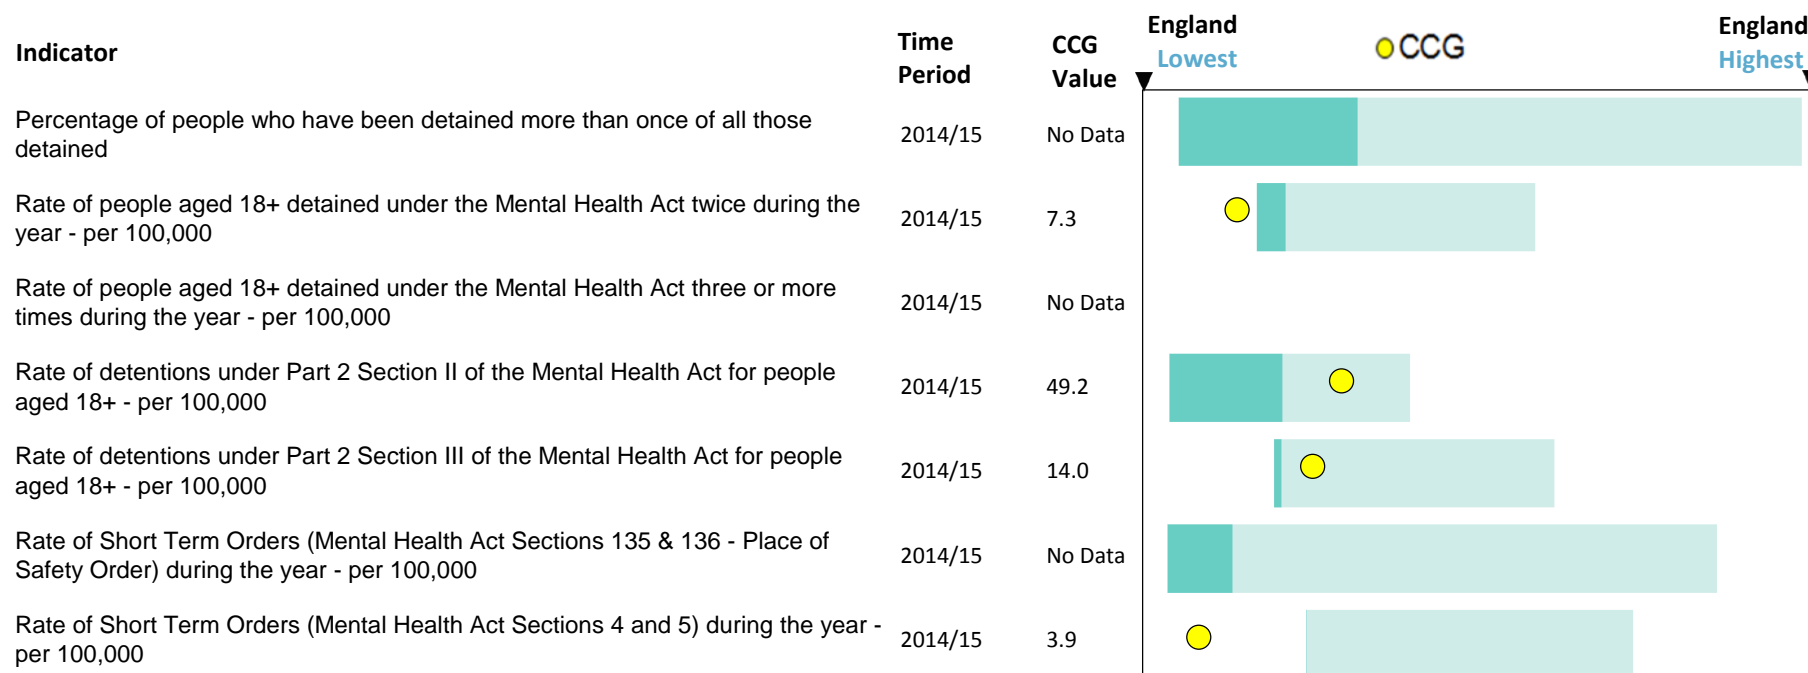 Indicator
Time
Period
CCG
Value
England
Lowest
CCG
England
Highest
Percentage of people who have been detained more than once of all those
detained
2014/15
No Data
Rate of people aged 18+ detained under the Mental Health Act twice during the
year - per 100,000
2014/15
7.3
Rate of people aged 18+ detained under the Mental Health Act three or more
times during the year - per 100,000
2014/15
No Data
Rate of detentions under Part 2 Section II of the Mental Health Act for people
aged 18+ - per 100,000
2014/15
49.2
Rate of detentions under Part 2 Section III of the Mental Health Act for people
aged 18+ - per 100,000
2014/15
14.0
Rate of Short Term Orders (Mental Health Act Sections 135 & 136 - Place of
Safety Order) during the year - per 100,000
2014/15
No Data
Rate of Short Term Orders (Mental Health Act Sections 4 and 5) during the year -
per 100,000
2014/15
3.9